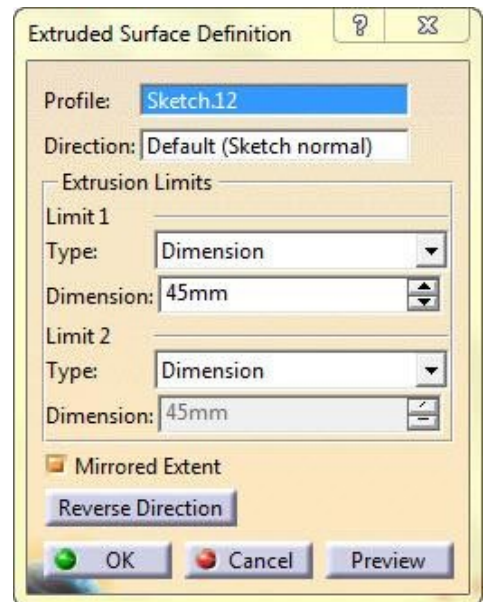 Extruded Surface Definition ?
Profile: Sketch.12
Direction: Default (Sketch normal)
Extrusion Limits
Limit 1
Type: Dimension
Dimension: 45mm
Limit 2
Type: Dimension
Dimension: 45mm
Mirrored Extent
Reverse Direction
OK Cancel Preview